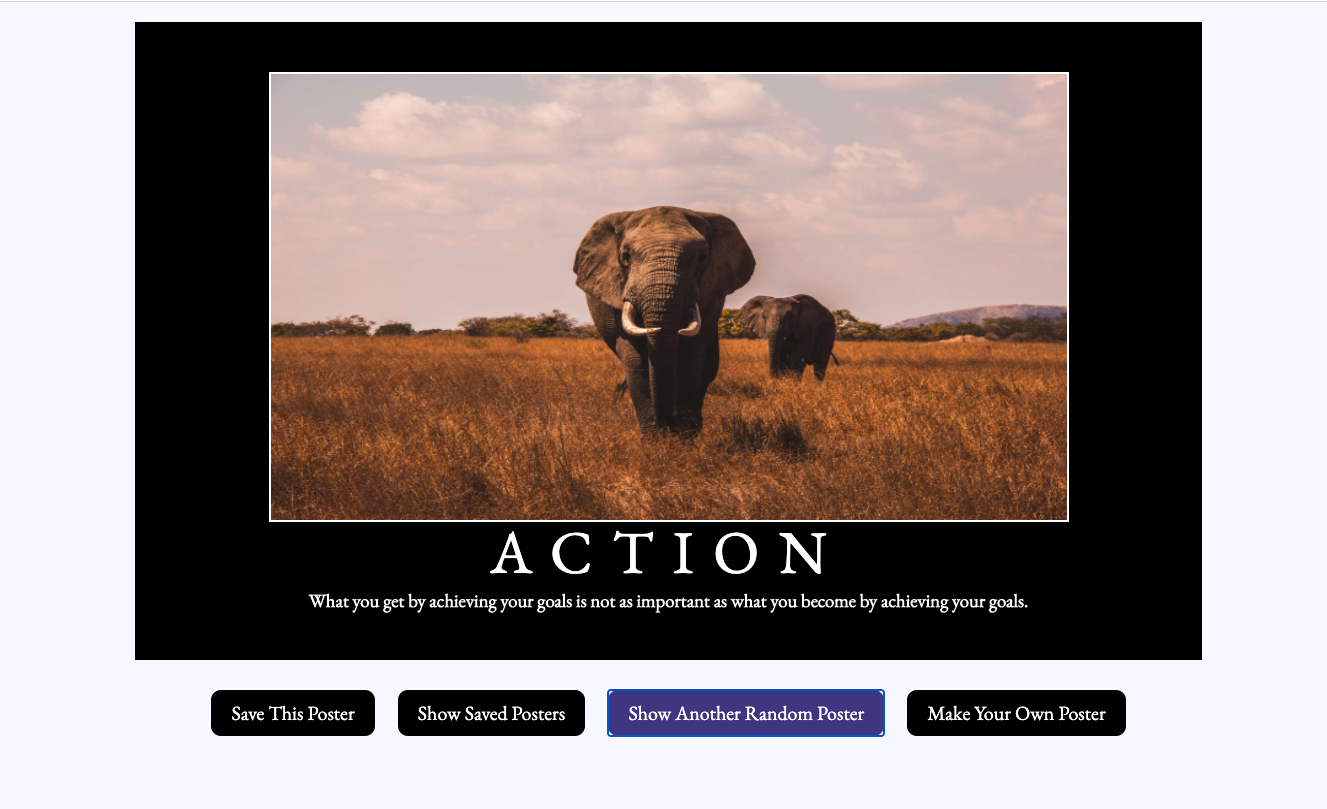 ACTION
What you get by achieving your goals is not as important as what you become by achieving your goals.
Save This Poster
Show Saved Posters
Show Another Random Poster
Make Your Own Poster